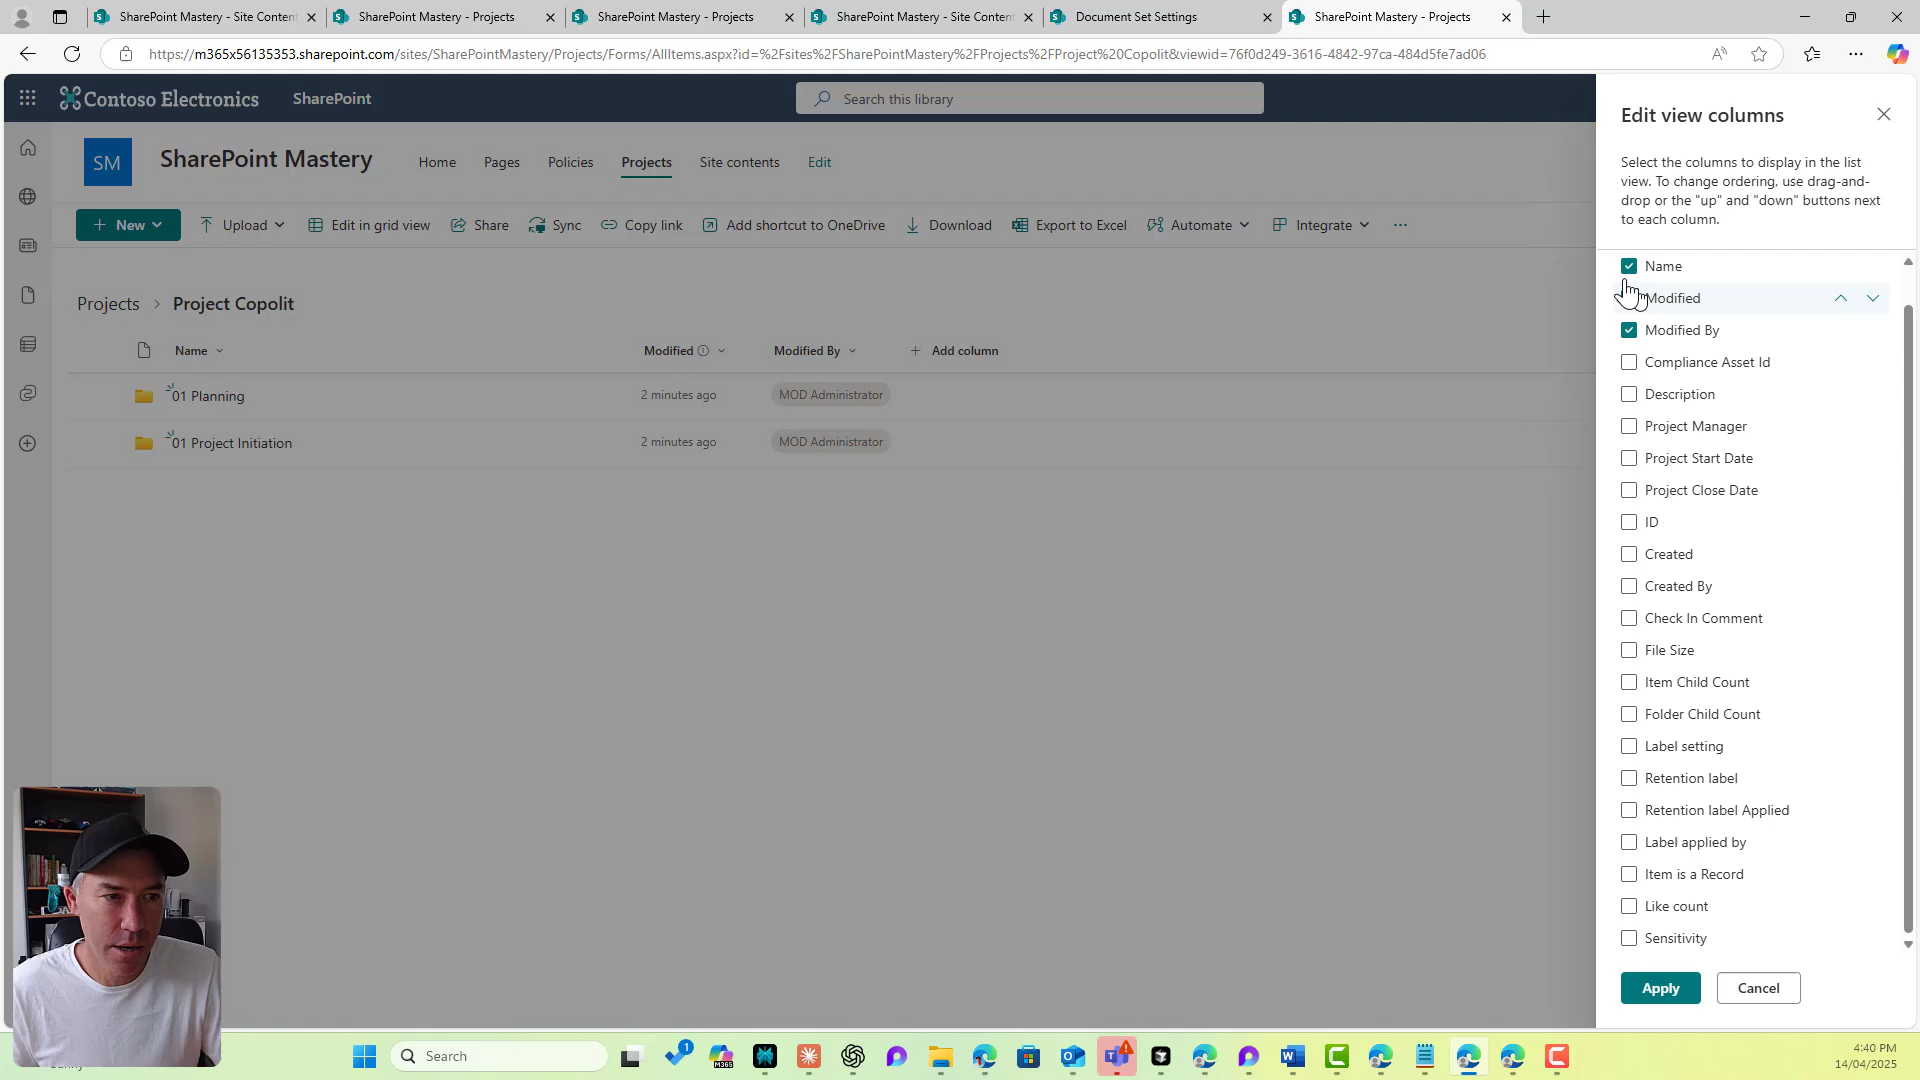 SharePoint Mastery - Site Content
SharePoint Mastery - Projects
SharePoint Mastery - Projects
SharePoint Mastery - Site Content
Document Set Settings
SharePoint Mastery - Projects
https://m365x56135353.sharepoint.com/sites/SharePointMastery/Projects/Forms/AllItems.aspx?id=%2Fsites%2FSharePointMastery%2FProjects%2FProject%20Copolit&viewid=76f0d249-3616-4842-97ca-484d5fe7ad06
Contoso Electronics
SharePoint
Search this library
SM
SharePoint Mastery
Home
Pages
Policies
Projects
Site contents
Edit
New
Upload
Edit in grid view
Share
Sync
Copy link
Add shortcut to OneDrive
Download
Export to Excel
Automate
Integrate
Projects > Project Copolit
Name
Modified
Modified By
Add column
01 Planning
2 minutes ago
MOD Administrator
01 Project Initiation
2 minutes ago
MOD Administrator
Edit view columns
Select the columns to display in the list
view. To change ordering, use drag-and-
drop or the "up" and "down" buttons next
to each column.
Name
Modified
Modified By
Compliance Asset Id
Description
Project Manager
Project Start Date
Project Close Date
ID
Created
Created By
Check In Comment
File Size
Item Child Count
Folder Child Count
Label setting
Retention label
Retention label Applied
Label applied by
Item is a Record
Like count
Sensitivity
Apply
Cancel
Search
1
M365
4:40 PM
14/04/2025